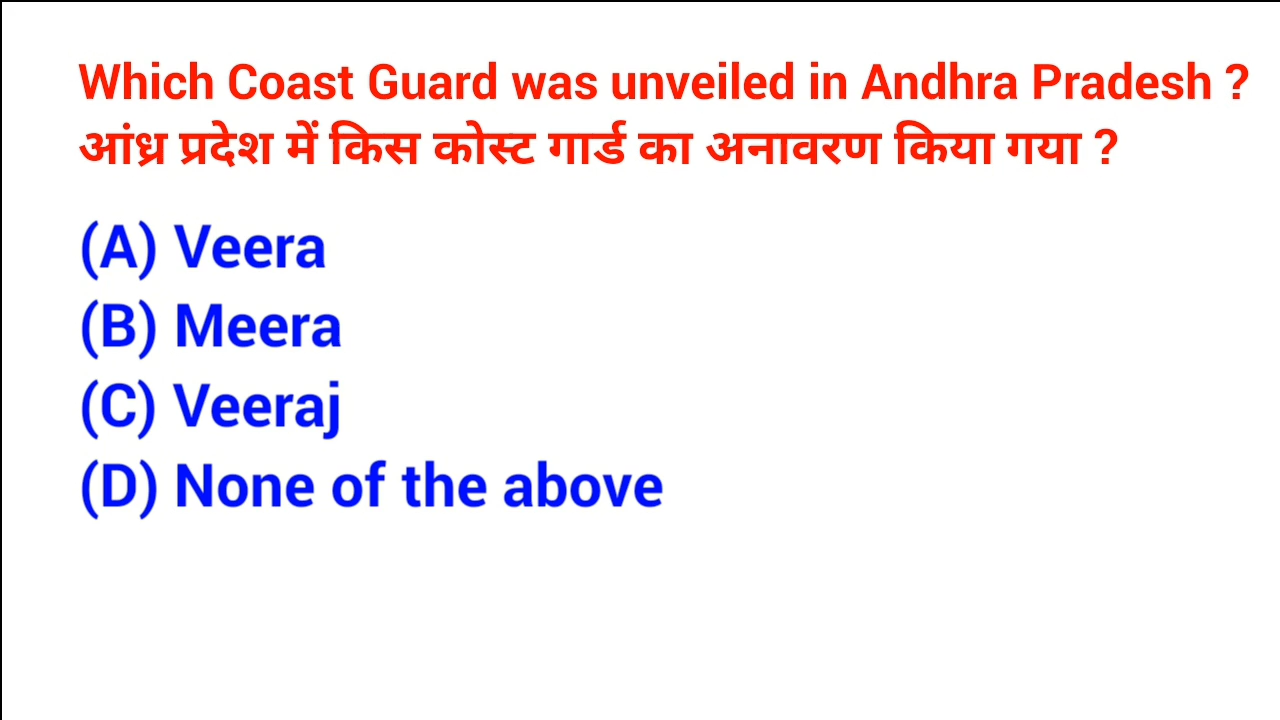 Which Coast Guard was unveiled in Andhra Pradesh ?
आंध्र प्रदेश में किस कोस्ट गार्ड का अनावरण किया गया ?
(A) Veera
(B) Meera
(C) Veeraj
(D) None of the above